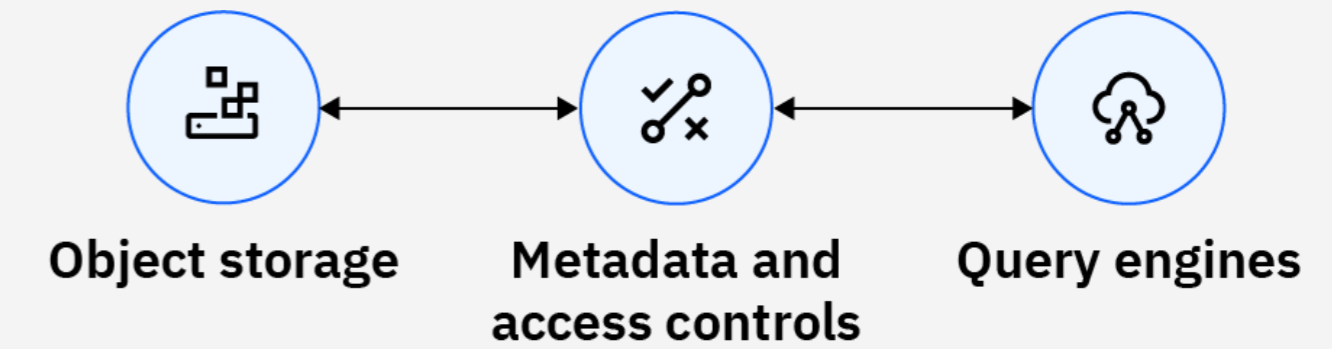 Object storage
Metadata and
access controls
Query engines